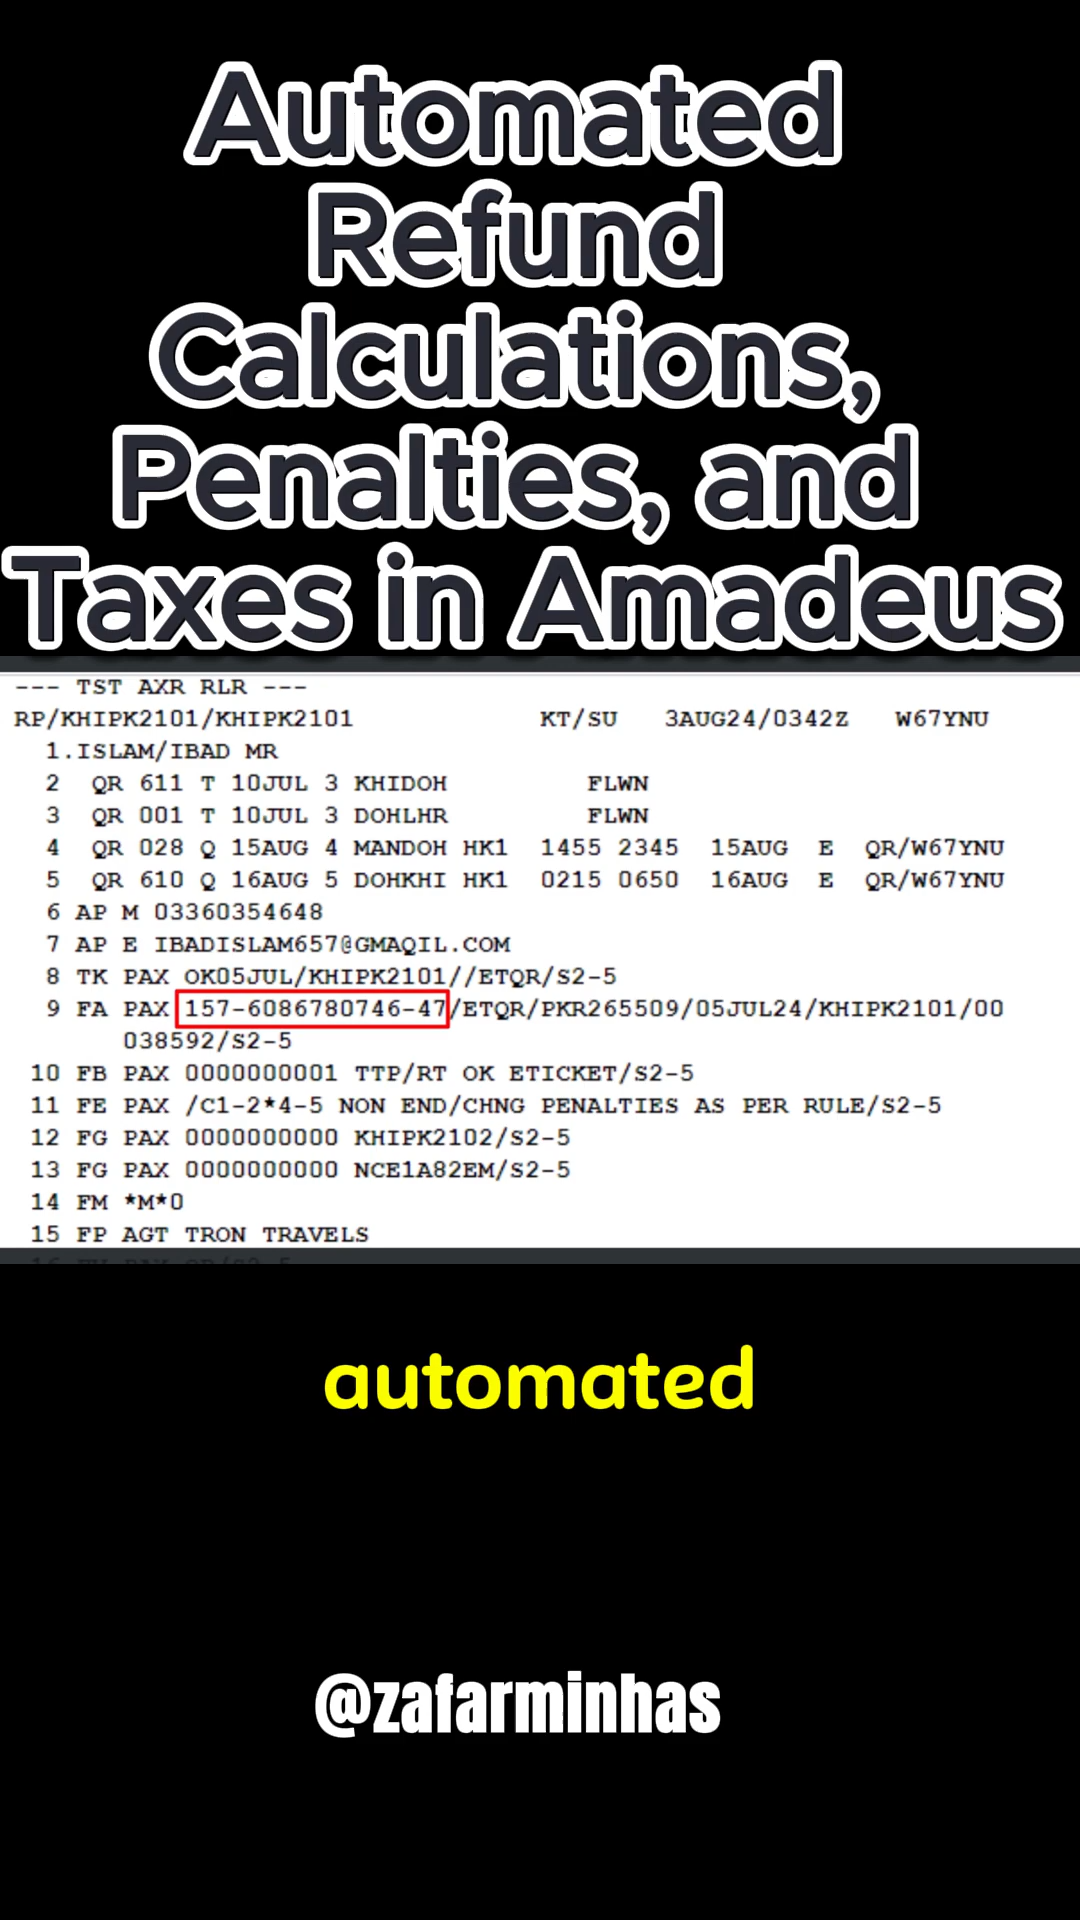 Automated
Refund
Calculations,
Penalties, and
Taxes in Amadeus
--- TST AXR RLR ---
RP/KHIPK2101/KHIPK2101 KT/SU 3AUG24/0342Z W67YNU
1.ISLAM/IBAD MR
2 QR 611 T 10JUL 3 KHIDOH FLWN
3 QR 001 T 10JUL 3 DOHLHR FLWN
4 QR 028 Q 15AUG 4 MANDOH HK1 1455 2345 15AUG E QR/W67YNU
5 QR 610 Q 16AUG 5 DOHKHI HK1 0215 0650 16AUG E QR/W67YNU
6 AP M 03360354648
7 AP E IBADISLAM657@GMAQIL.COM
8 TK PAX OK05JUL/KHIPK2101//ETQR/S2-5
9 FA PAX 157-6086780746-47/ETQR/PKR265509/05JUL24/KHIPK2101/00
038592/S2-5
10 FB PAX 0000000001 TTP/RT OK ETICKET/S2-5
11 FE PAX /C1-2*4-5 NON END/CHNG PENALTIES AS PER RULE/S2-5
12 FG PAX 0000000000 KHIPK2102/S2-5
13 FG PAX 0000000000 NCE1A82EM/S2-5
14 FM *M*0
15 FP AGT TRON TRAVELS
automated
@zafarminhas